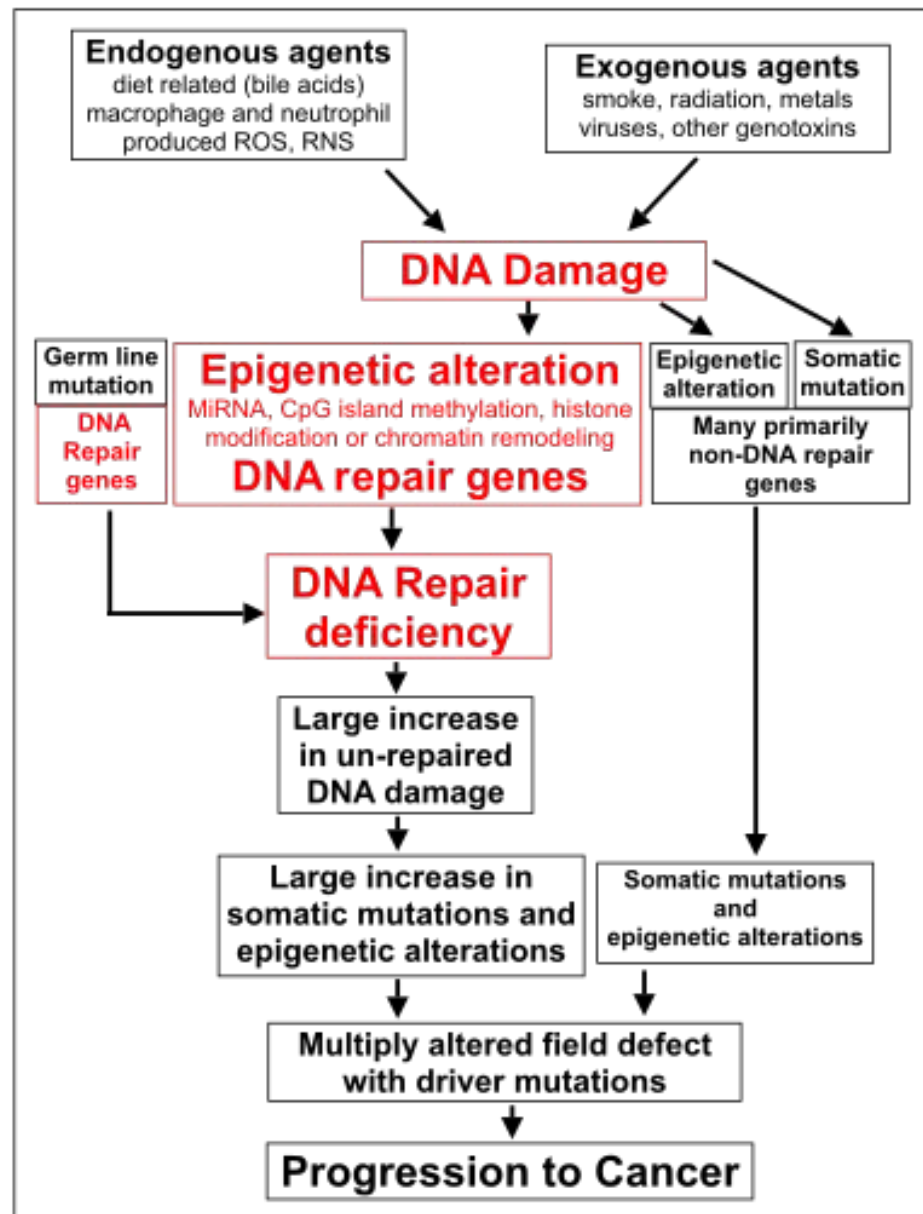 Endogenous agents
diet related (bile acids)
macrophage and neutrophil
produced ROS, RNS
Exogenous agents
smoke, radiation, metals
viruses, other genotoxins
DNA Damage
Germ line
mutation
DNA
Repair
genes
Epigenetic alteration
MiRNA, CpG island methylation, histone
modification or chromatin remodeling
DNA repair genes
Epigenetic
alteration
Somatic
mutation
Many primarily
non-DNA repair
genes
DNA Repair
deficiency
Large increase
in un-repaired
DNA damage
Large increase in
somatic mutations and
epigenetic alterations
Somatic mutations
and
epigenetic alterations
Multiply altered field defect
with driver mutations
Progression to Cancer